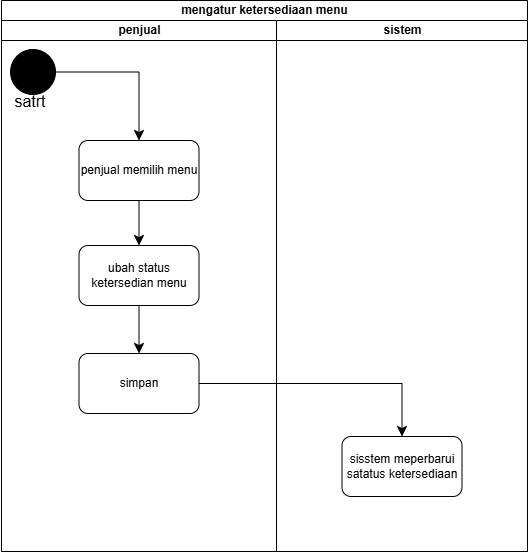 mengatur ketersediaan menu
penjual
sistem
satrt
penjual memilih menu
ubah status
ketersedian menu
simpan
sisstem meperbarui
satatus ketersediaan